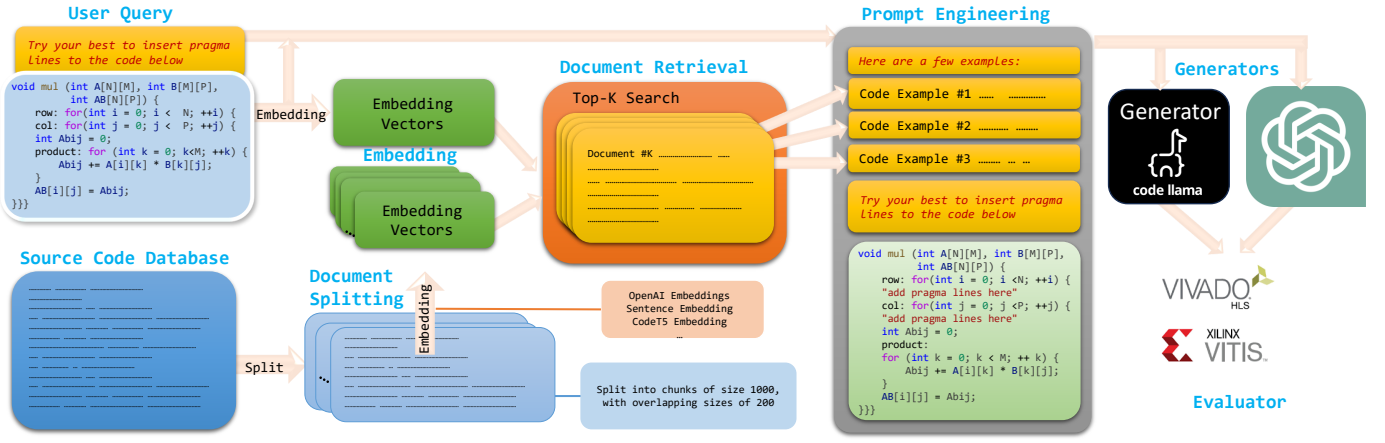 User Query
Try your best to insert pragma
lines to the code below
void mul (int A[N][M], int B[M][P],
int AB[N][P]) {
row: for(int i = 0; i < N; ++i) {
col: for(int j = 0; j < P; ++j) {
int Abij = 0;
product: for (int k = 0; k<M; ++k) {
Abij += A[i][k] * B[k][j];
}
AB[i][j] = Abij;
}}}
Embedding
Embedding
Vectors
Embedding
Embedding
Vectors
...
Document Retrieval
Top-K Search
Document #K
Source Code Database
Split
Document
Splitting
...
Embedding
OpenAI Embeddings
Sentence Embedding
CodeT5 Embedding
…
Split into chunks of size 1000,
with overlapping sizes of 200
Prompt Engineering
Here are a few examples:
Code Example #1 …… ………………
Code Example #2 ………… ………
Code Example #3 ……… … …
Try your best to insert pragma
lines to the code below
void mul (int A[N][M], int B[M][P],
int AB[N][P]) {
row: for(int i = 0; i <N; ++i) {
"add pragma lines here"
col: for(int j = 0; j <P; ++j) {
"add pragma lines here"
int Abij = 0;
product:
for (int k = 0; k < M; ++ k) {
Abij += A[i][k] * B[k][j];
}
AB[i][j] = Abij;
}}}
Generators
Generator
code llama
VIVADO
HLS
XILINX
VITIS
Evaluator